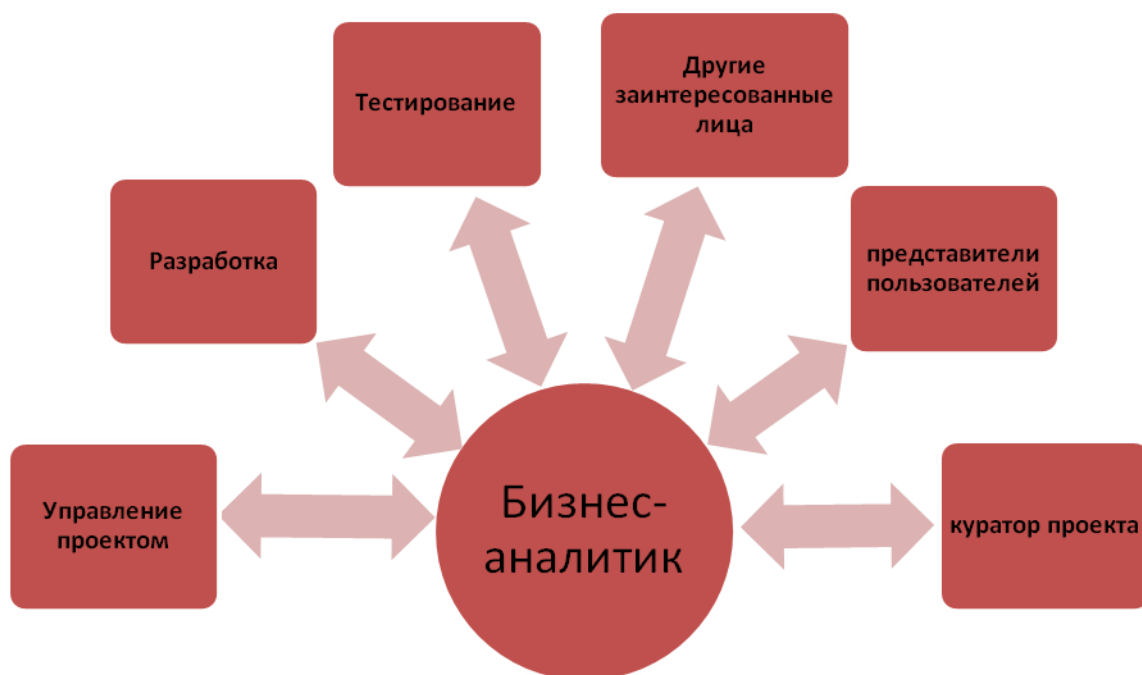 Тестирование
Другие
заинтересованные
лица
Разработка
представители
пользователей
Управление
проектом
Бизнес-
аналитик
куратор проекта